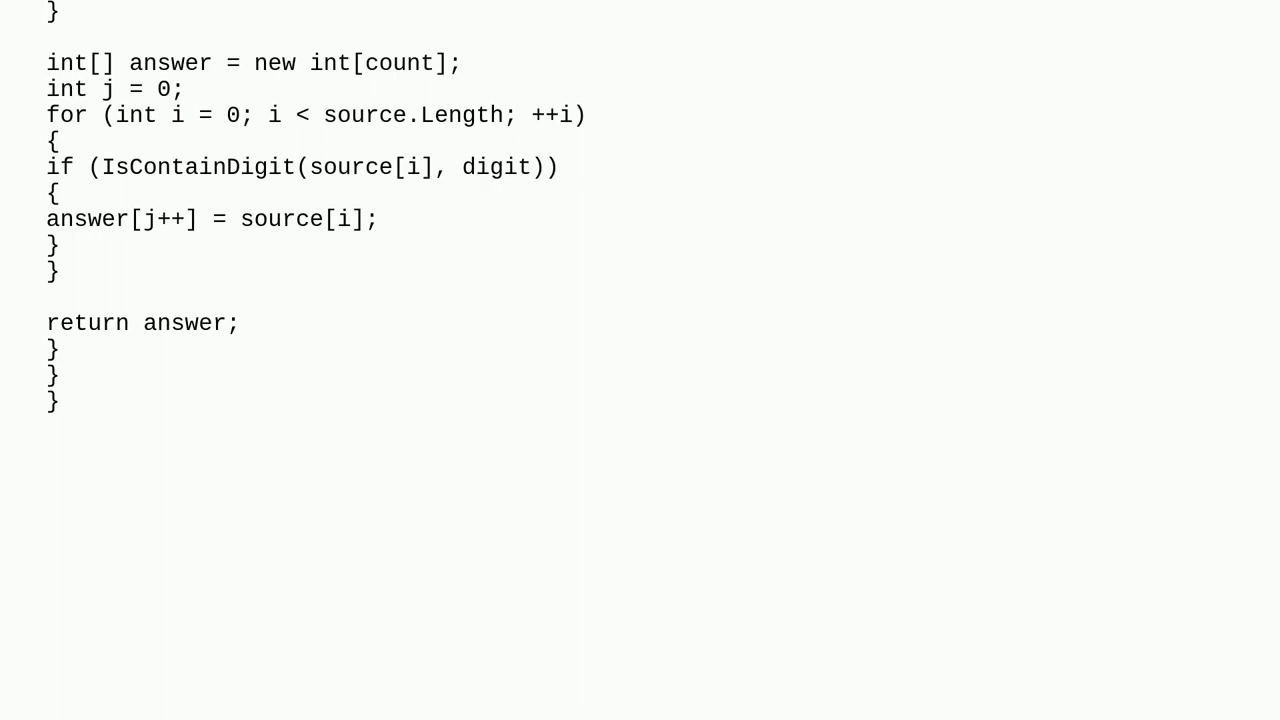 }
int[] answer = new int[count];
int j = 0;
for (int i = 0; i < source.Length; ++i)
{
if (IsContainDigit(source[i], digit))
{
answer[j++] = source[i];
}
}
return answer;
}
}
}